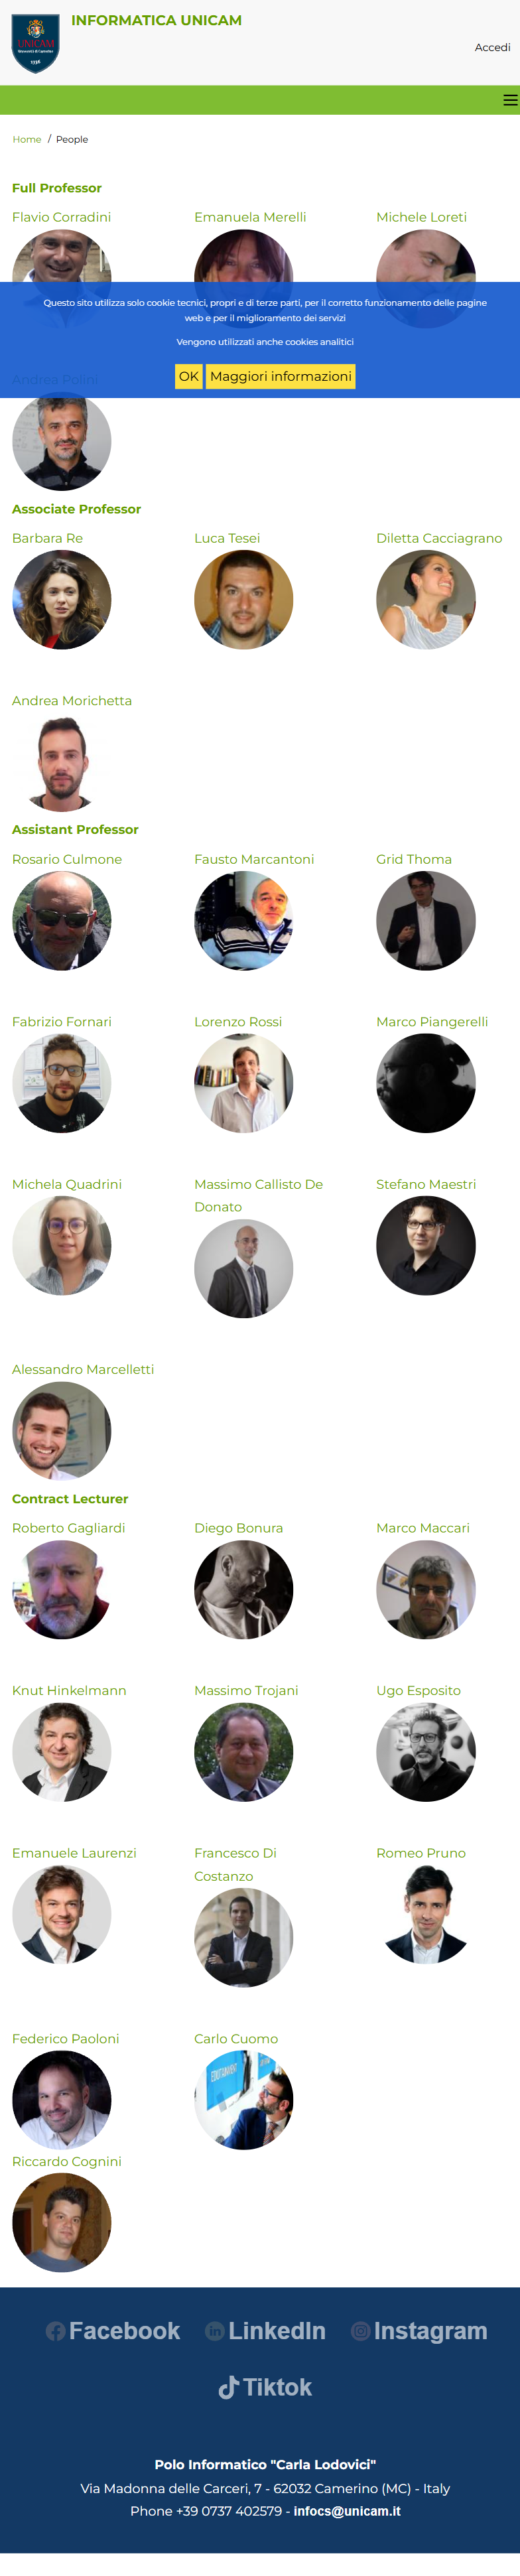 INFORMATICA UNICAM
UNICAM
Università di Camerino
1336
Accedi
Home / People
Full Professor
Flavio Corradini
Emanuela Merelli
Michele Loreti
Questo sito utilizza solo cookie tecnici, propri e di terze parti, per il corretto funzionamento delle pagine
web e per il miglioramento dei servizi
Vengono utilizzati anche cookies analitici
OK
Maggiori informazioni
Andrea Polini
Associate Professor
Barbara Re
Luca Tesei
Diletta Cacciagrano
Andrea Morichetta
Assistant Professor
Rosario Culmone
Fausto Marcantoni
Grid Thoma
Fabrizio Fornari
Lorenzo Rossi
Marco Piangerelli
Michela Quadrini
Massimo Callisto De
Donato
Stefano Maestri
Alessandro Marcelletti
Contract Lecturer
Roberto Gagliardi
Diego Bonura
Marco Maccari
Knut Hinkelmann
Massimo Trojani
Ugo Esposito
Emanuele Laurenzi
Francesco Di
Costanzo
Romeo Pruno
Federico Paoloni
Carlo Cuomo
Riccardo Cognini
Facebook
LinkedIn
Instagram
Tiktok
Polo Informatico "Carla Lodovici"
Via Madonna delle Carceri, 7 - 62032 Camerino (MC) - Italy
Phone +39 0737 402579 - infocs@unicam.it